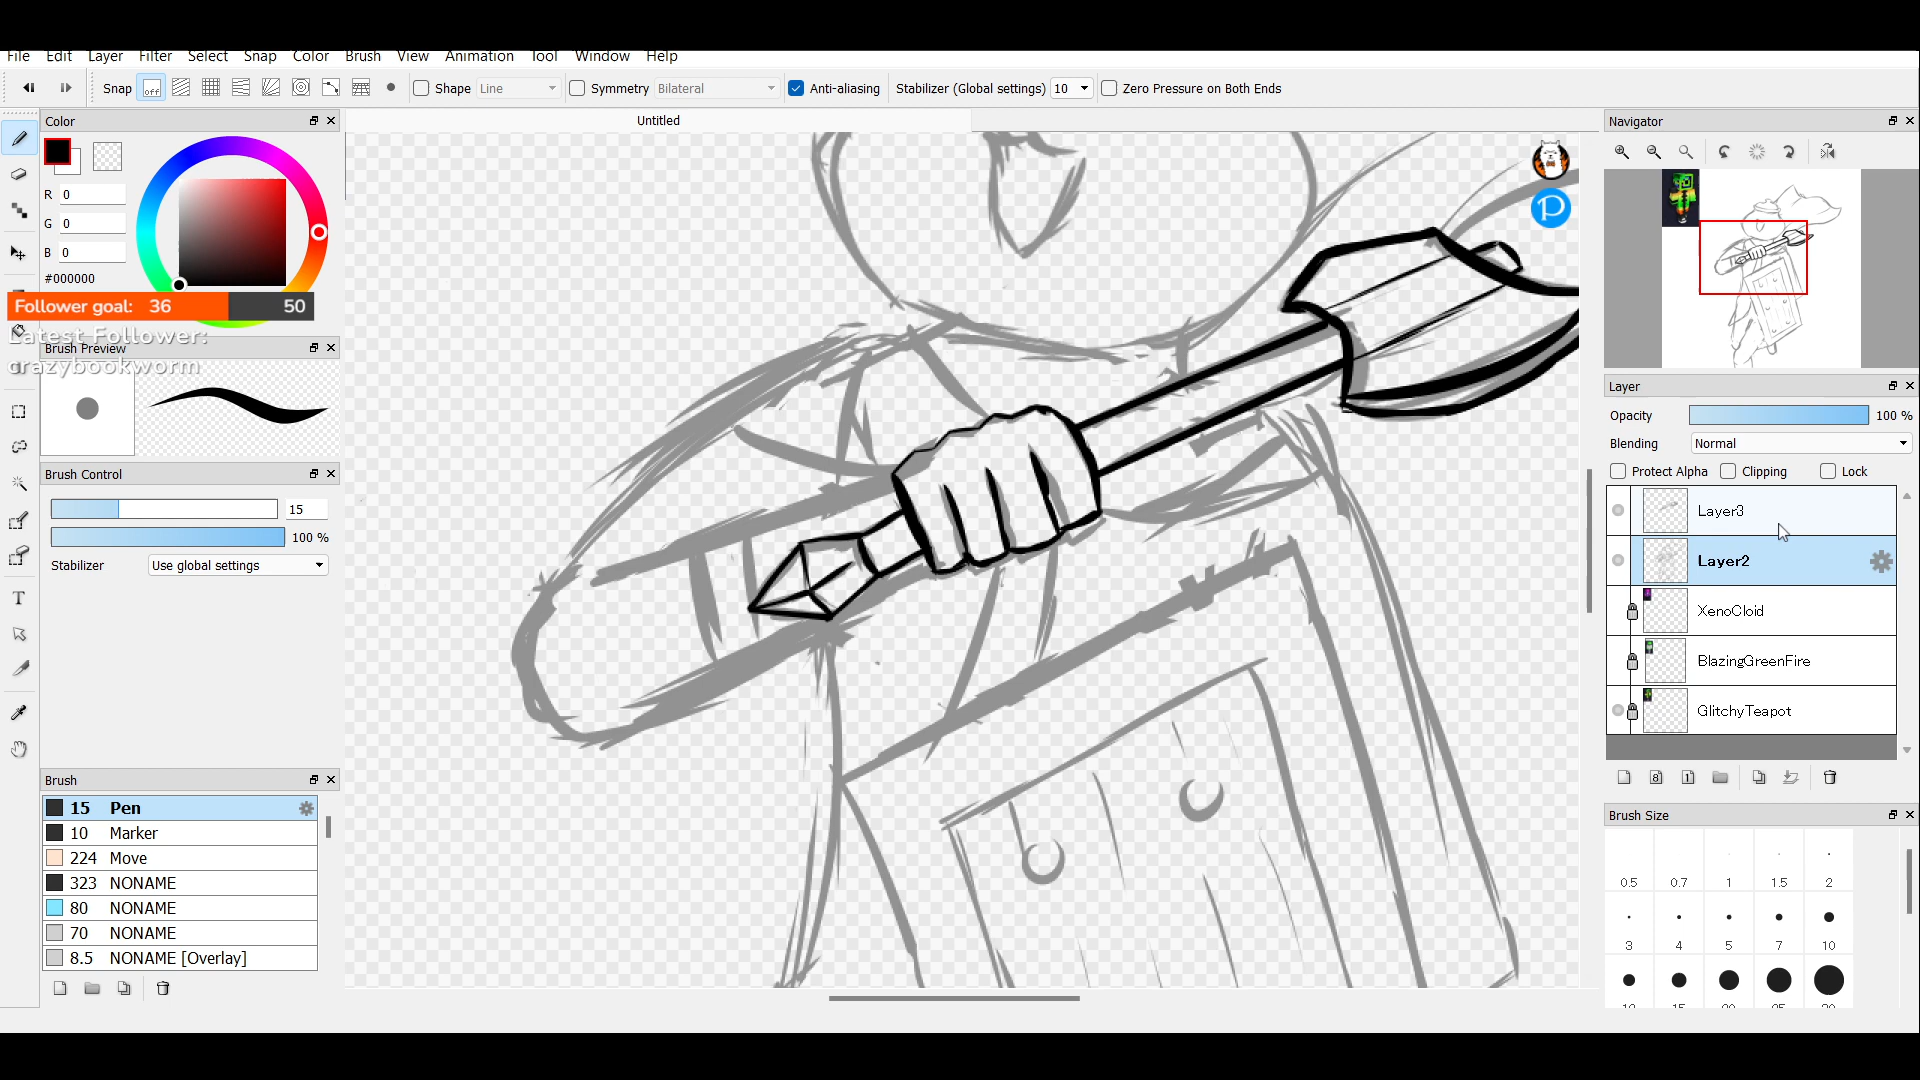 File Edit Layer Filter Select Snap Color Brush View Animation Tool Window Help
Snap off Shape Line Symmetry Bilateral Anti-aliasing Stabilizer (Global settings) 10 Zero Pressure on Both Ends
Color
Untitled
Navigator
R 0
G 0
B 0
#000000
Follower goal: 36 50
Latest Follower:
crazybookworm
Brush Preview
Brush Control
15
100 %
Stabilizer Use global settings
Brush
15 Pen
10 Marker
224 Move
323 NONAME
80 NONAME
70 NONAME
8.5 NONAME [Overlay]
Layer
Opacity 100 %
Blending Normal
Protect Alpha Clipping Lock
Layer3
Layer2
XenoCloid
BlazingGreenFire
GlitchyTeapot
Brush Size
0.5 0.7 1 1.5 2
3 4 5 7 10